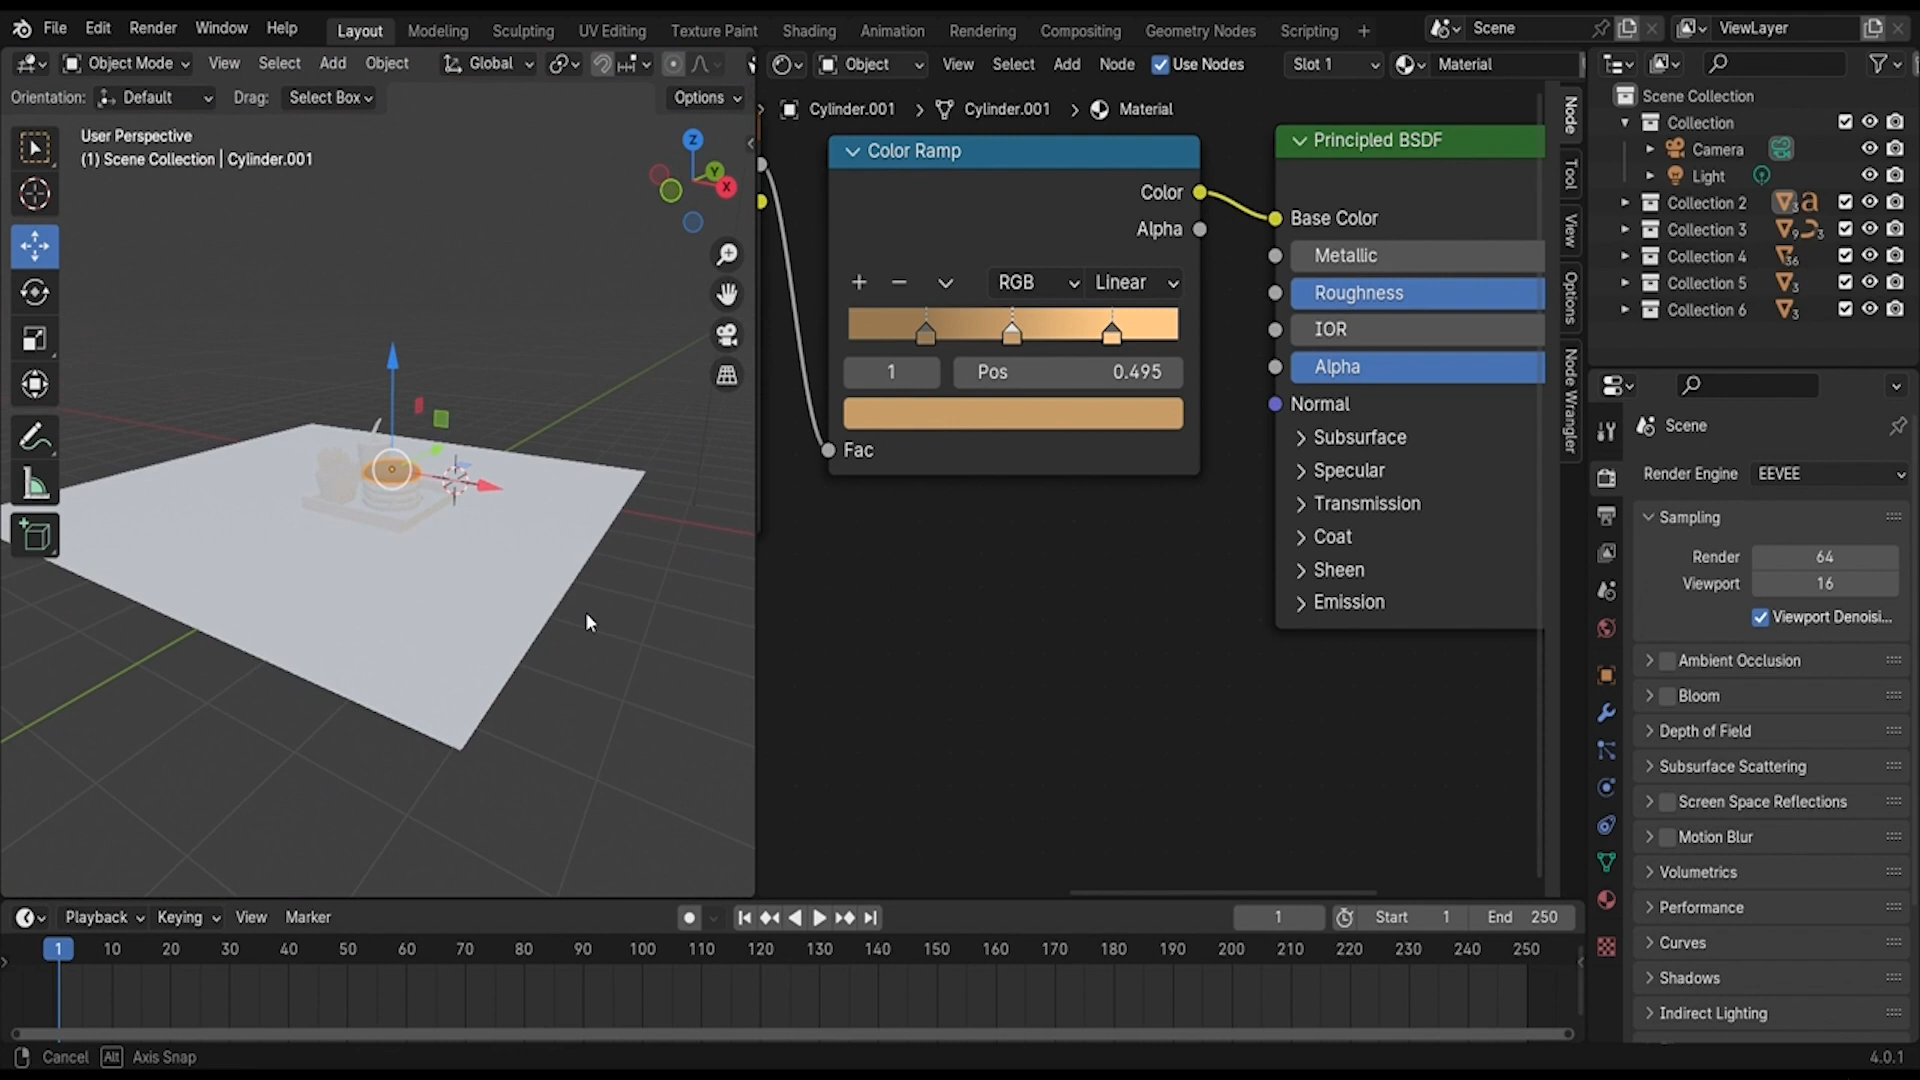 File Edit Render Window Help Layout Modeling Sculpting UV Editing Texture Paint Shading Animation Rendering Compositing Geometry Nodes Scripting + Scene ViewLayer
Object Mode View Select Add Object Global Object View Select Add Node Use Nodes Slot 1 Material
Orientation: Default Drag: Select Box Options
Scene Collection
Cylinder.001 > Cylinder.001 > Material
Collection
Camera
Light
Collection 2 3
Collection 3 9 3
Collection 4 36
Collection 5 3
Collection 6 3
User Perspective
(1) Scene Collection | Cylinder.001
Z
Y
X
Color Ramp
Color
Alpha
RGB Linear
1 Pos 0.495
Fac
Principled BSDF
Base Color
Metallic
Roughness
IOR
Alpha
Normal
Subsurface
Specular
Transmission
Coat
Sheen
Emission
Node
Tool
View
Options
Node Wrangler
Scene
Render Engine EEVEE
Sampling
Render 64
Viewport 16
Viewport Denoisi...
Ambient Occlusion
Bloom
Depth of Field
Subsurface Scattering
Screen Space Reflections
Motion Blur
Volumetrics
Performance
Curves
Shadows
Indirect Lighting
Playback Keying View Marker 1 Start 1 End 250
1 10 20 30 40 50 60 70 80 90 100 110 120 130 140 150 160 170 180 190 200 210 220 230 240 250
Cancel Alt Axis Snap 4.0.1